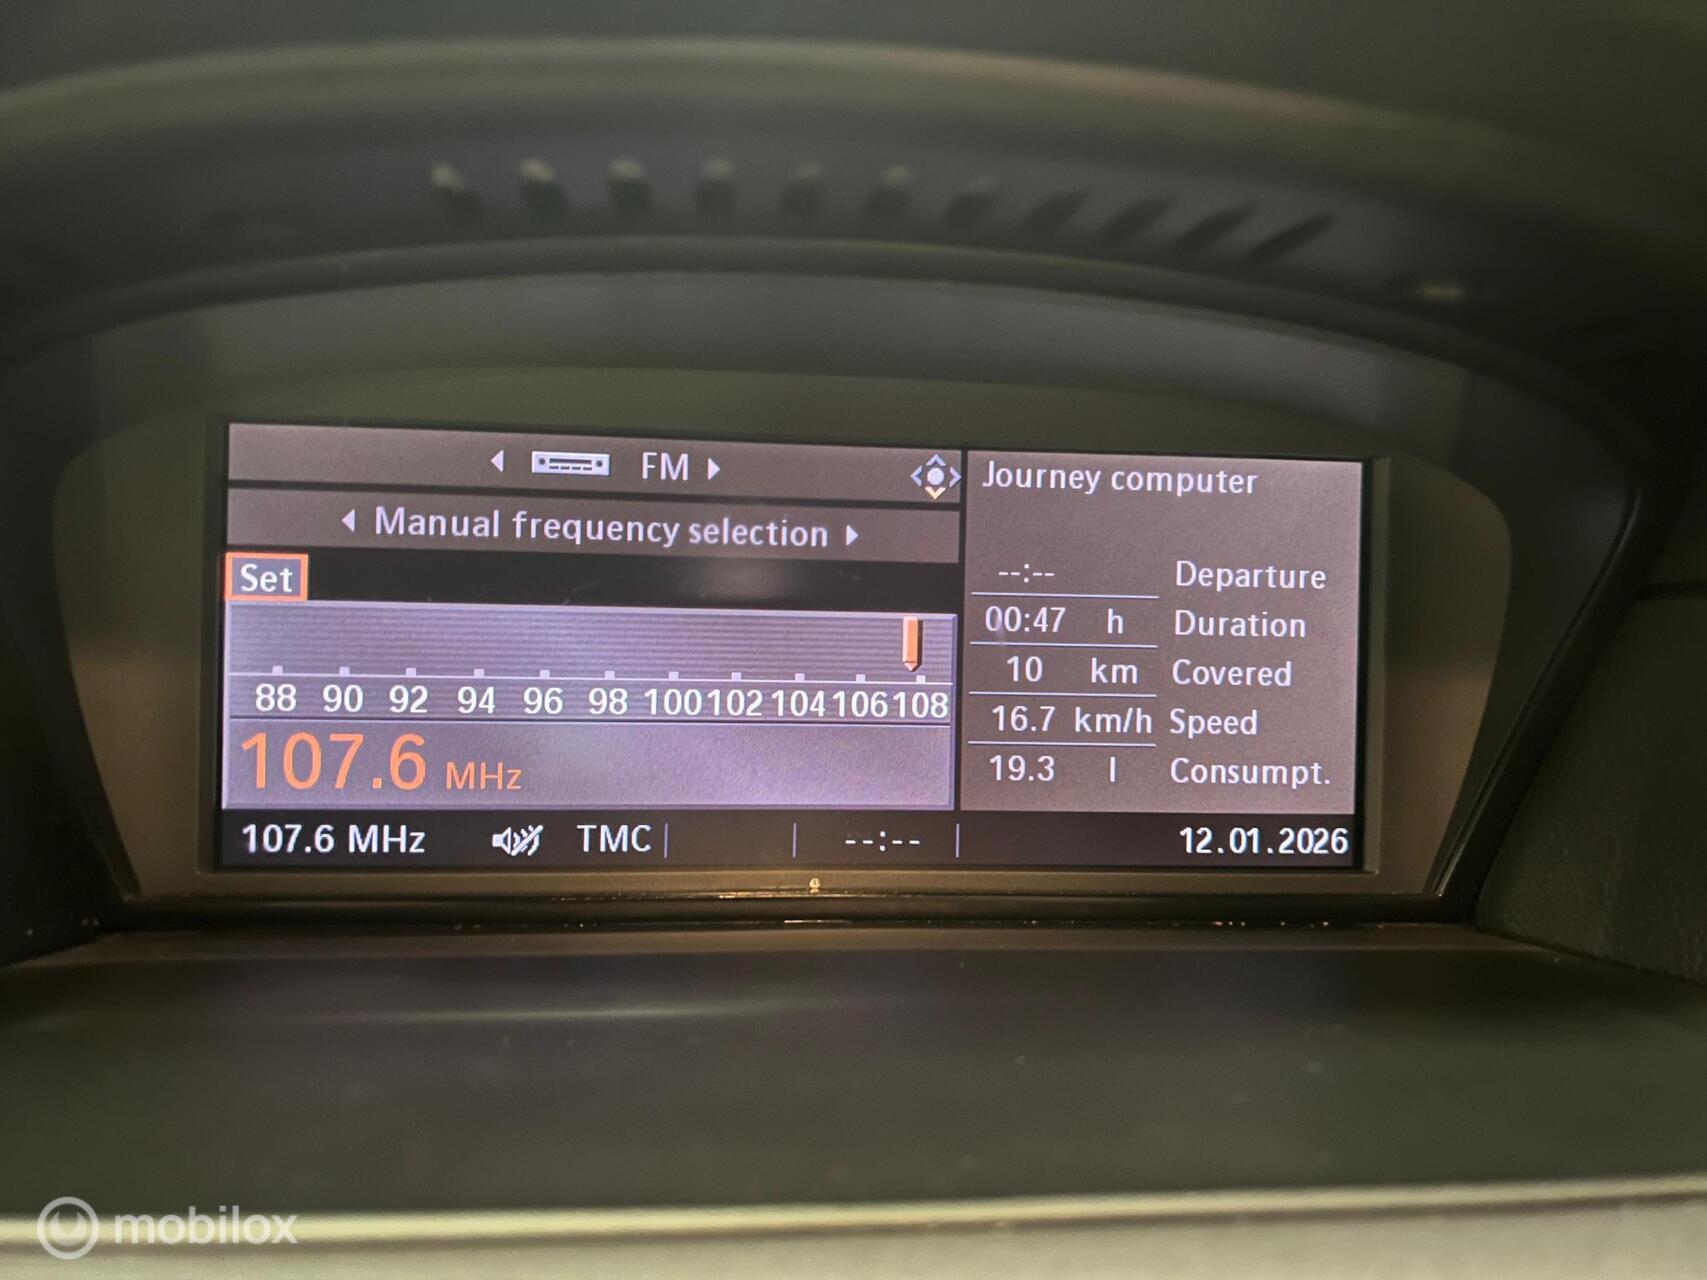 FM
Manual frequency selection
Set
88 90 92 94 96 98 100 102 104 106 108
107.6 MHz
Journey computer
--:-- Departure
00:47 h Duration
10 km Covered
16.7 km/h Speed
19.3 l Consumpt.
107.6 MHz TMC --:-- 12.01.2026
mobilox